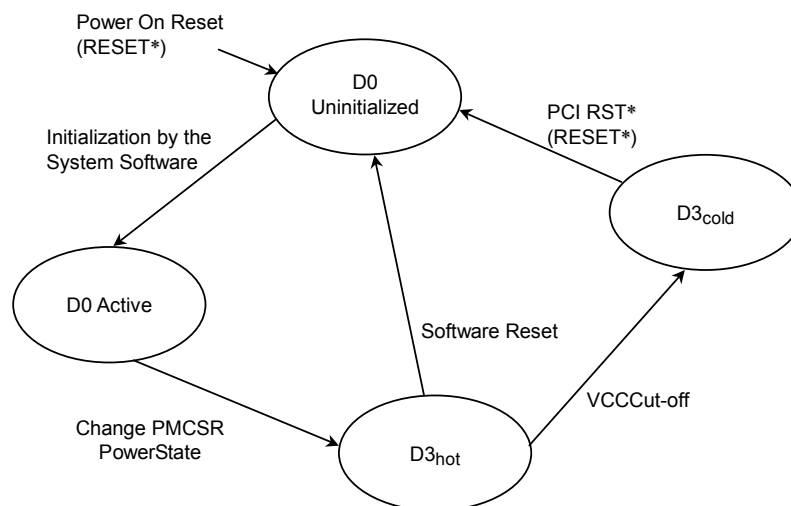 Power On Reset
(RESET*)
D0
Uninitialized
PCI RST*
(RESET*)
Initialization by the
System Software
D3cold
D0 Active
Software Reset
VCCCut-off
Change PMCSR
PowerState
D3hot